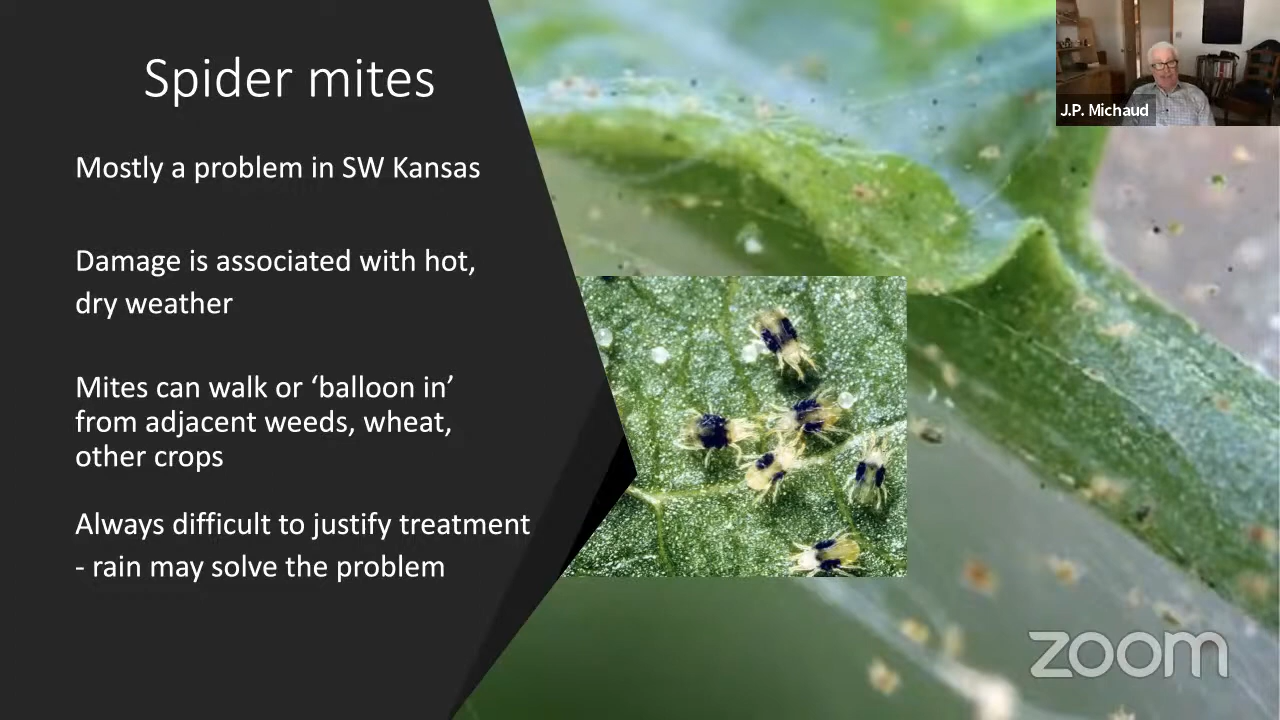 Spider mites
Mostly a problem in SW Kansas
Damage is associated with hot,
dry weather
Mites can walk or ‘balloon in’
from adjacent weeds, wheat,
other crops
Always difficult to justify treatment
- rain may solve the problem
J.P. Michaud
zoom